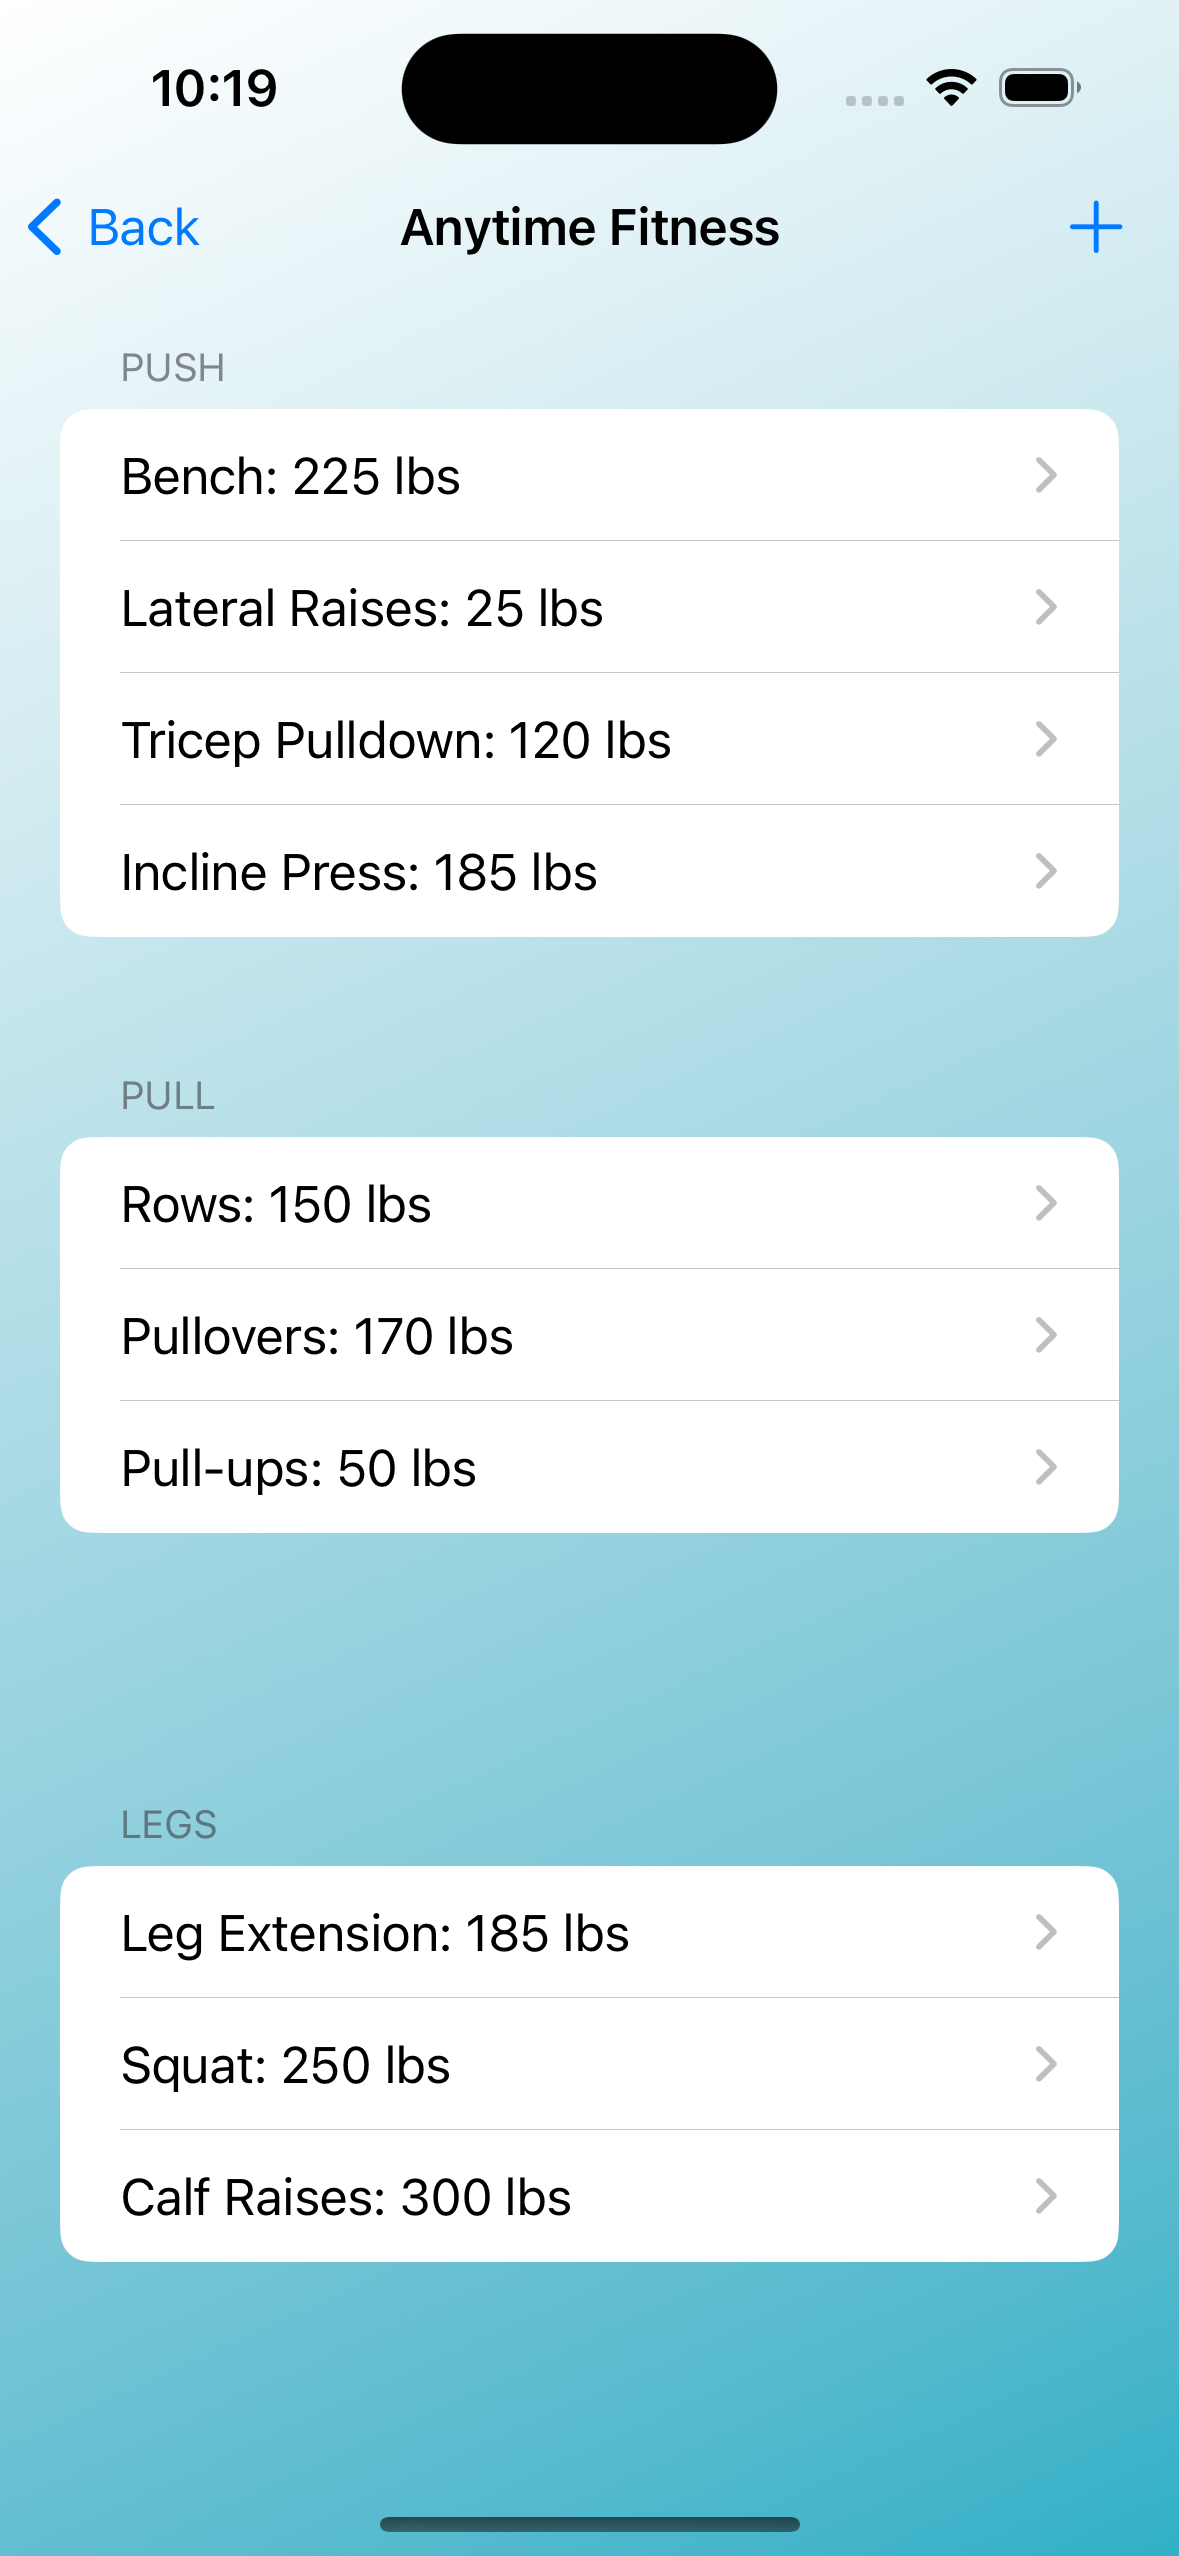 10:19
Back
Anytime Fitness
PUSH
Bench: 225 lbs
Lateral Raises: 25 lbs
Tricep Pulldown: 120 lbs
Incline Press: 185 lbs
PULL
Rows: 150 lbs
Pullovers: 170 lbs
Pull-ups: 50 lbs
LEGS
Leg Extension: 185 lbs
Squat: 250 lbs
Calf Raises: 300 lbs